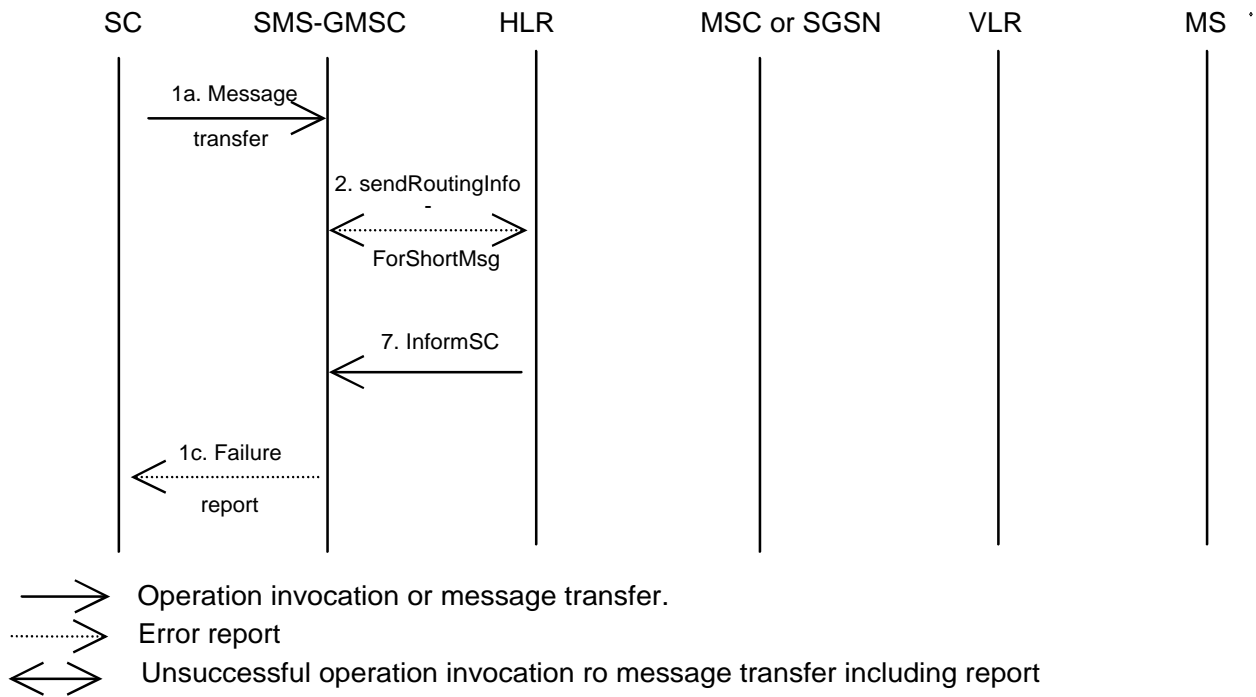 SC SMS-GMSC HLR MSC or SGSN VLR MS
1a. Message
transfer
2. sendRoutingInfo
-
ForShortMsg
7. InformSC
1c. Failure
report
Operation invocation or message transfer.
Error report
Unsuccessful operation invocation ro message transfer including report